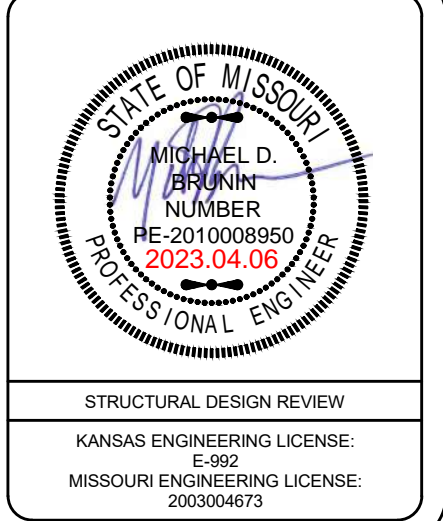 STATE OF MISSOURI
MICHAEL D.
BRUNIN
NUMBER
PE-2010008950
2023.04.06
PROFESSIONAL ENGINEER
STRUCTURAL DESIGN REVIEW
KANSAS ENGINEERING LICENSE:
E-992
MISSOURI ENGINEERING LICENSE:
2003004673